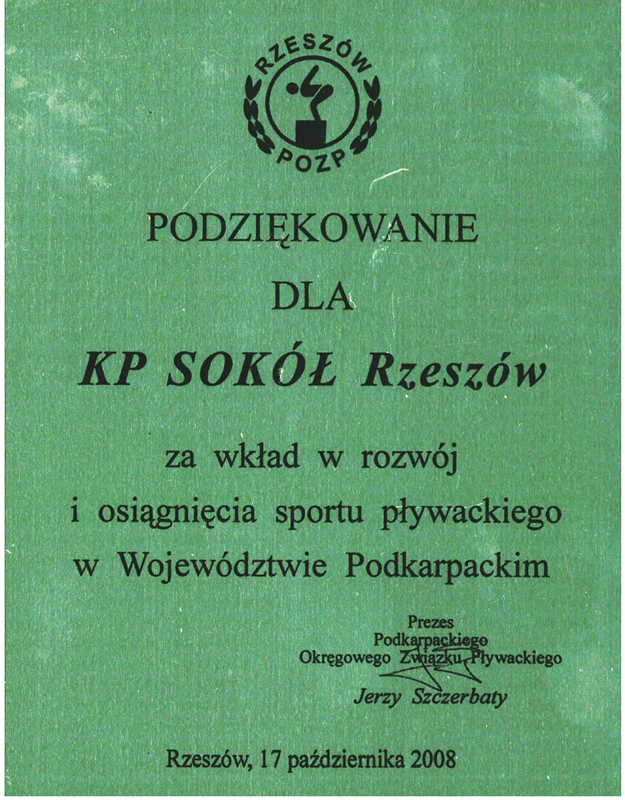 RZESZÓW
POZP
PODZIĘKOWANIE
DLA
KP SOKÓŁ Rzeszów
za wkład w rozwój
i osiągnięcia sportu pływackiego
w Województwie Podkarpackim
Prezes
Podkarpackiego
Okręgowego Związku Pływackiego
Jerzy Szczerbaty
Rzeszów, 17 października 2008